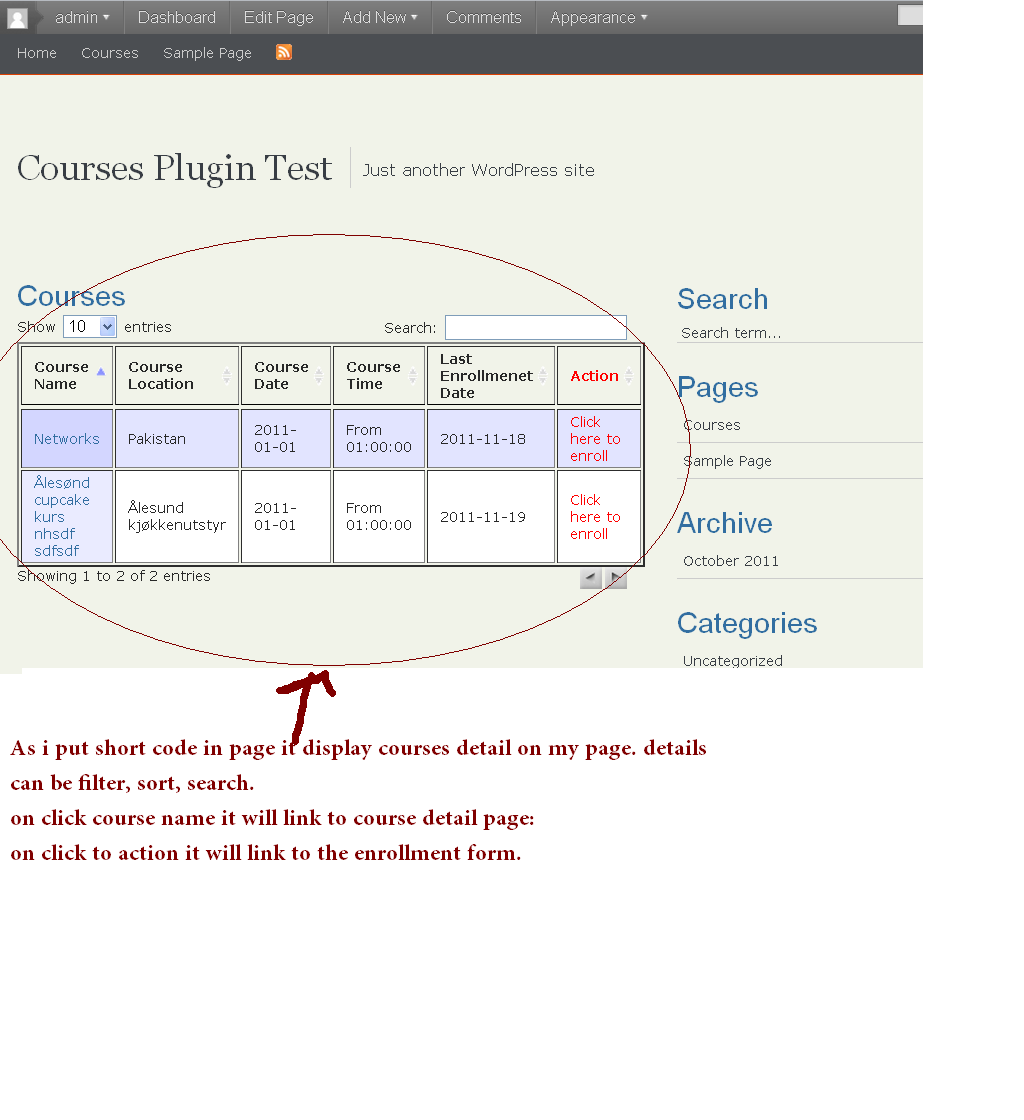 admin Dashboard Edit Page Add New Comments Appearance
Home Courses Sample Page
Courses Plugin Test Just another WordPress site
Courses
Show 10 entries Search:
Course Name Course Location Course Date Course Time Last Enrollmenet Date Action
Networks Pakistan 2011-01-01 From 01:00:00 2011-11-18 Click here to enroll
Ålesønd cupcake kurs nhsdf sdfsdf Ålesund kjøkkenutstyr 2011-01-01 From 01:00:00 2011-11-19 Click here to enroll
Showing 1 to 2 of 2 entries
Search
Search term...
Pages
Courses
Sample Page
Archive
October 2011
Categories
Uncategorized
As i put short code in page it display courses detail on my page. details
can be filter, sort, search.
on click course name it will link to course detail page:
on click to action it will link to the enrollment form.